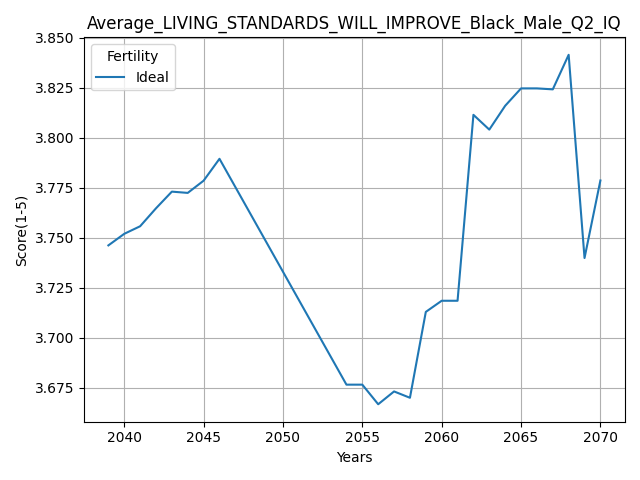 Average_LIVING_STANDARDS_WILL_IMPROVE_Black_Male_Q2_IQ
Fertility
Ideal
3.850
3.825
3.800
3.775
3.750
3.725
3.700
3.675
Score(1-5)
2040 2045 2050 2055 2060 2065 2070
Years